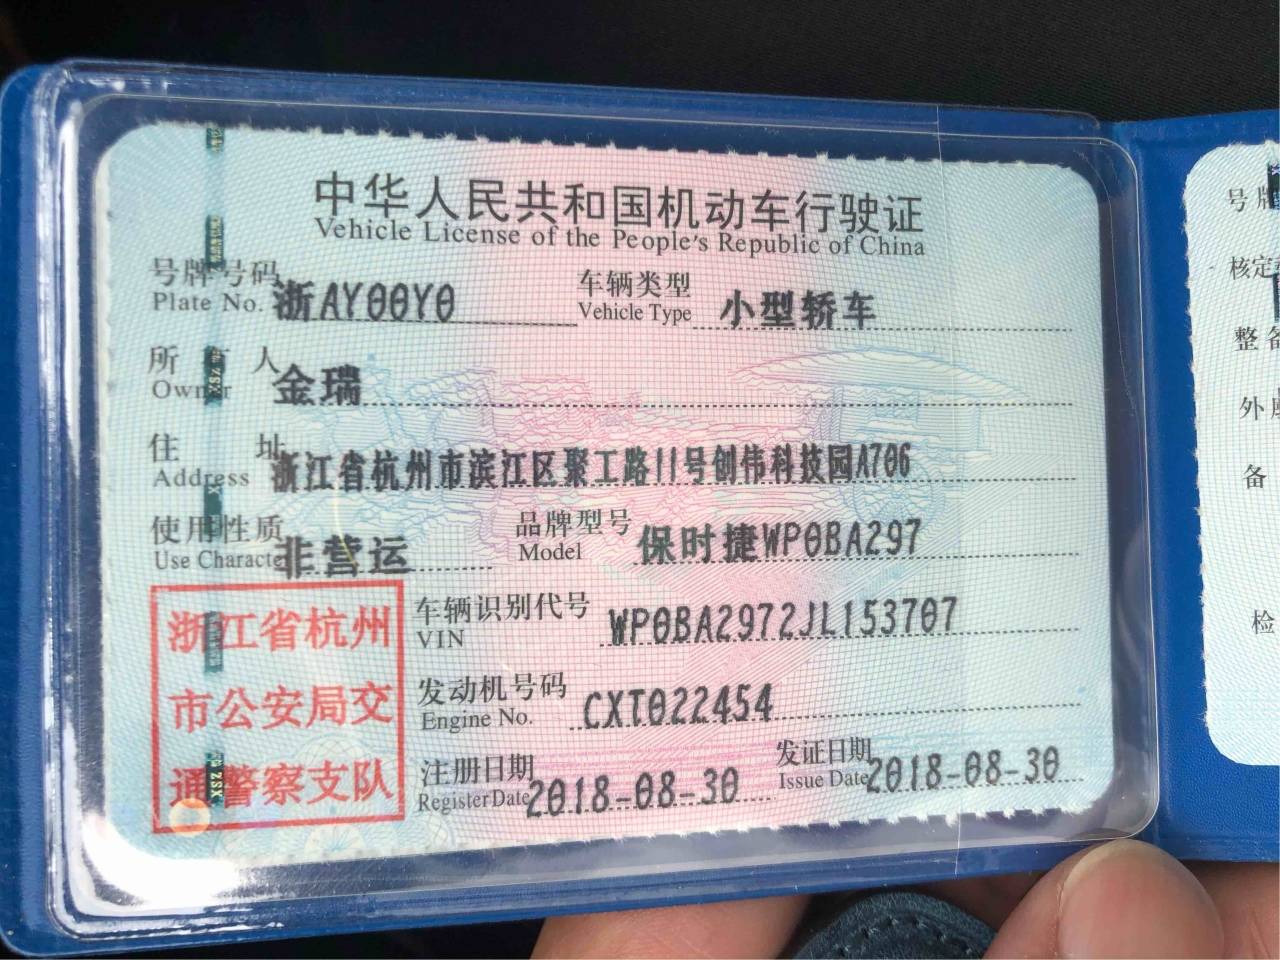 中华人民共和国机动车行驶证
Vehicle License of the People's Republic of China
号牌号码 浙AY00Y0 车辆类型 小型轿车
Plate No. Vehicle Type
所有人 金瑞
Owner
住址 浙江省杭州市滨江区聚工路11号创伟科技园A706
Address
使用性质 非营运 品牌型号 保时捷WP0BA297
Use Character Model
车辆识别代号 WP0BA2972JL153707
VIN
发动机号码 CXT022454
Engine No.
注册日期 2018-08-30 发证日期 2018-08-30
Register Date Issue Date
浙江省杭州
市公安局交
通警察支队
号牌
核定
整备
外
备
检